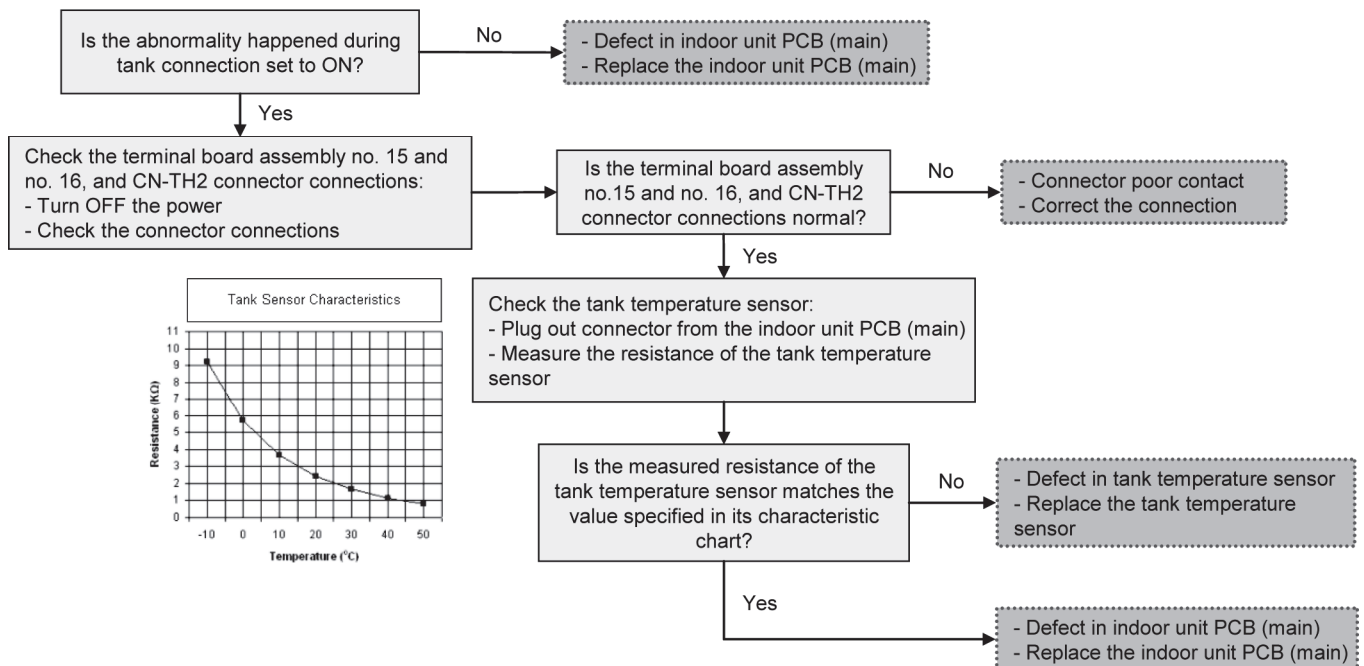 Is the abnormality happened during
tank connection set to ON?
No
- Defect in indoor unit PCB (main)
- Replace the indoor unit PCB (main)
Yes
Check the terminal board assembly no. 15 and
no. 16, and CN-TH2 connector connections:
- Turn OFF the power
- Check the connector connections
Is the terminal board assembly
no.15 and no. 16, and CN-TH2
connector connections normal?
No
- Connector poor contact
- Correct the connection
Yes
Check the tank temperature sensor:
- Plug out connector from the indoor unit PCB (main)
- Measure the resistance of the tank temperature
sensor
Tank Sensor Characteristics
Resistance (KΩ)
11
10
9
8
7
6
5
4
3
2
1
0
-10 0 10 20 30 40 50
Temperature (°C)
Is the measured resistance of the
tank temperature sensor matches the
value specified in its characteristic
chart?
No
- Defect in tank temperature sensor
- Replace the tank temperature
sensor
Yes
- Defect in indoor unit PCB (main)
- Replace the indoor unit PCB (main)